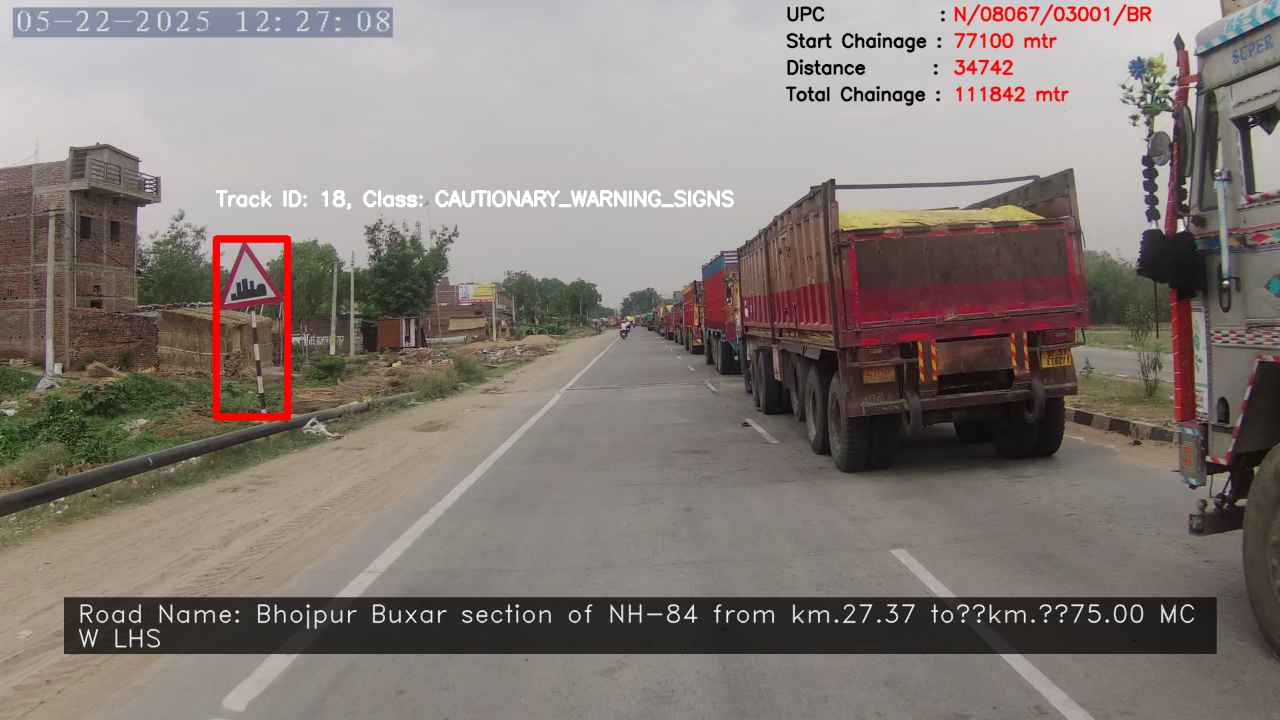 05-22-2025 12:27:08
UPC : N/08067/03001/BR
Start Chainage : 77100 mtr
Distance : 34742
Total Chainage : 111842 mtr
SUPER
Track ID: 18, Class: CAUTIONARY_WARNING_SIGNS
Road Name: Bhojpur Buxar section of NH-84 from km.27.37 to??km.??75.00 MC
W LHS